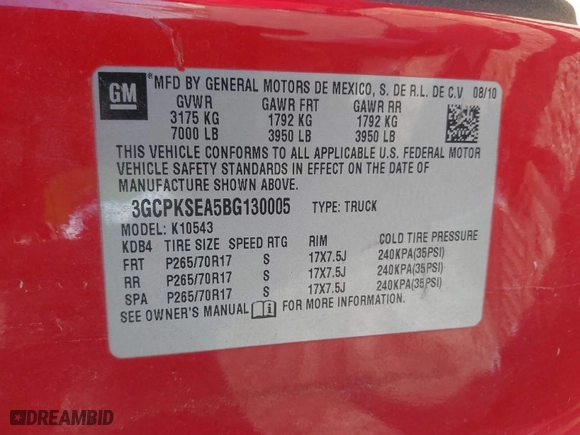 GM
®MFD BY GENERAL MOTORS DE MEXICO, S. DE R.L. DE C.V 08/10
GVWR GAWR FRT GAWR RR
3175 KG 1792 KG 1792 KG
7000 LB 3950 LB 3950 LB
THIS VEHICLE CONFORMS TO ALL APPLICABLE U.S. FEDERAL MOTOR
VEHICLE SAFETY STANDARDS IN EFFECT ON THE DATE OF
MANUFACTURE SHOWN ABOVE.
3GCPKSEA5BG130005 TYPE: TRUCK
MODEL: K10543
KDB4 TIRE SIZE SPEED RTG RIM COLD TIRE PRESSURE
FRT P265/70R17 S 17X7.5J 240KPA(35PSI)
RR P265/70R17 S 17X7.5J 240KPA(35PSI)
SPA P265/70R17 S 17X7.5J 240KPA(35PSI)
SEE OWNER'S MANUAL FOR MORE INFORMATION
DREAMBID